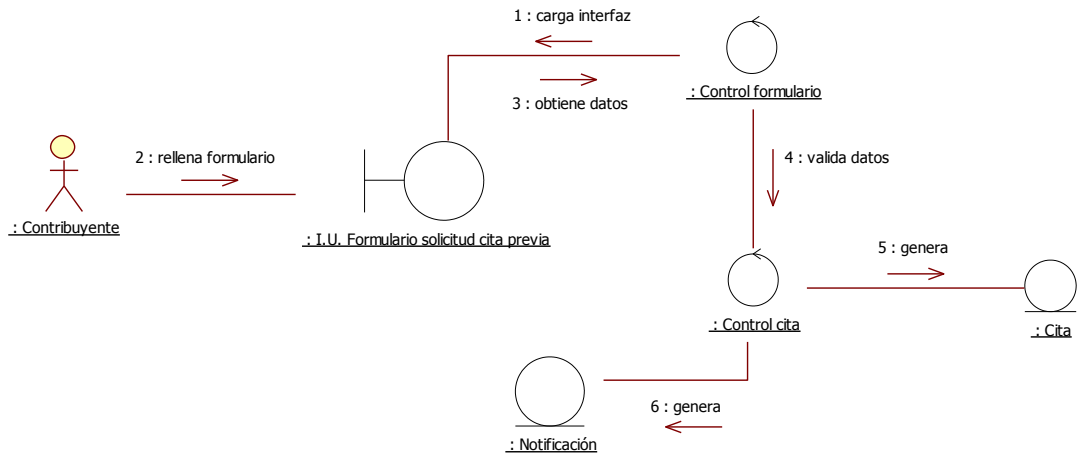 1 : carga interfaz
3 : obtiene datos
: Control formulario
2 : rellena formulario
4 : valida datos
: Contribuyente
: I.U. Formulario solicitud cita previa
5 : genera
: Control cita
: Cita
6 : genera
: Notificación